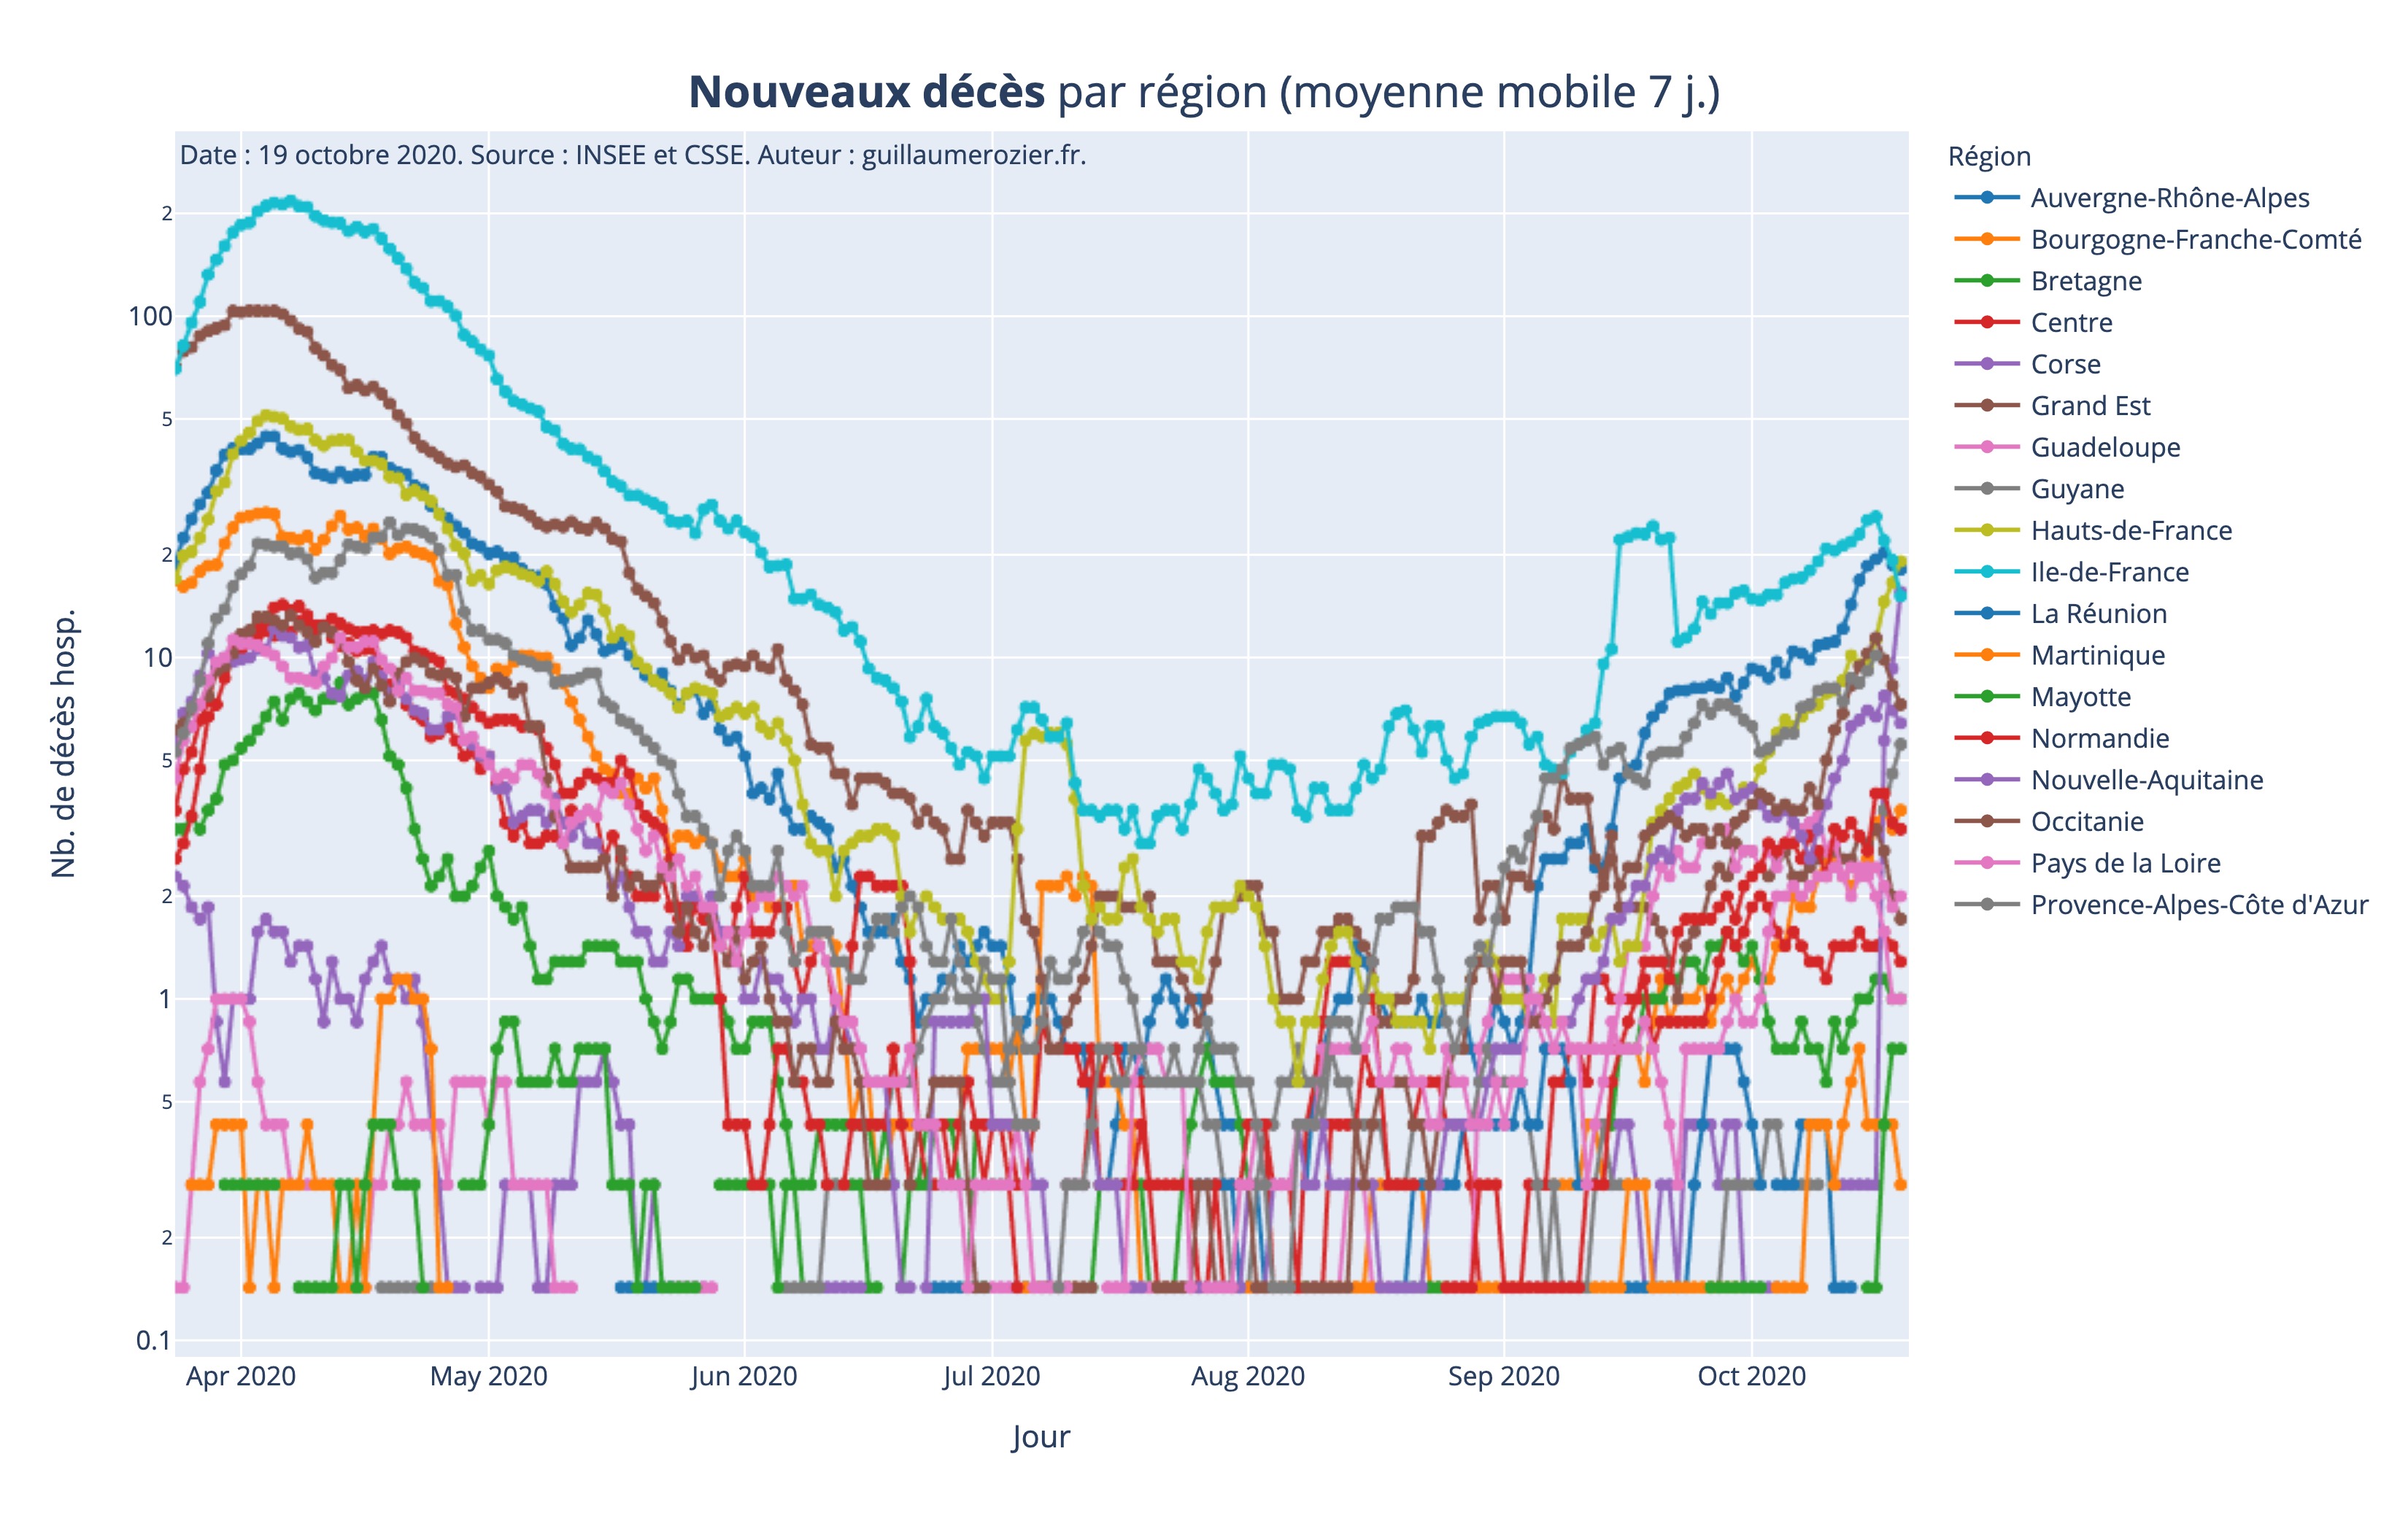 Nouveaux décès par région (moyenne mobile 7 j.)
Date : 19 octobre 2020. Source : INSEE et CSSE. Auteur : guillaumerozier.fr.
Nb. de décès hosp.
2
100
5
2
10
5
2
1
5
2
0.1
Apr 2020
May 2020
Jun 2020
Jul 2020
Aug 2020
Sep 2020
Oct 2020
Jour
Région
Auvergne-Rhône-Alpes
Bourgogne-Franche-Comté
Bretagne
Centre
Corse
Grand Est
Guadeloupe
Guyane
Hauts-de-France
Ile-de-France
La Réunion
Martinique
Mayotte
Normandie
Nouvelle-Aquitaine
Occitanie
Pays de la Loire
Provence-Alpes-Côte d'Azur